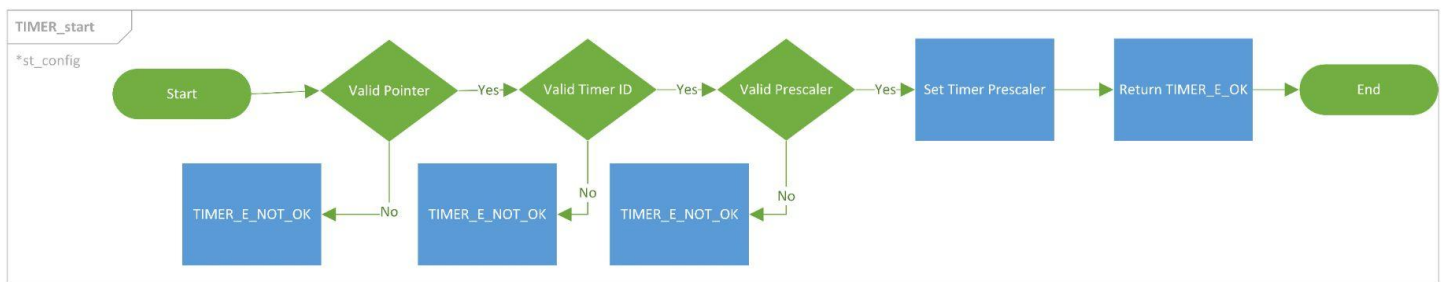 TIMER_start
*st_config
Start
Valid Pointer
Yes
Valid Timer ID
Yes
Valid Prescaler
Yes
Set Timer Prescaler
Return TIMER_E_OK
End
No
No
No
TIMER_E_NOT_OK
TIMER_E_NOT_OK
TIMER_E_NOT_OK